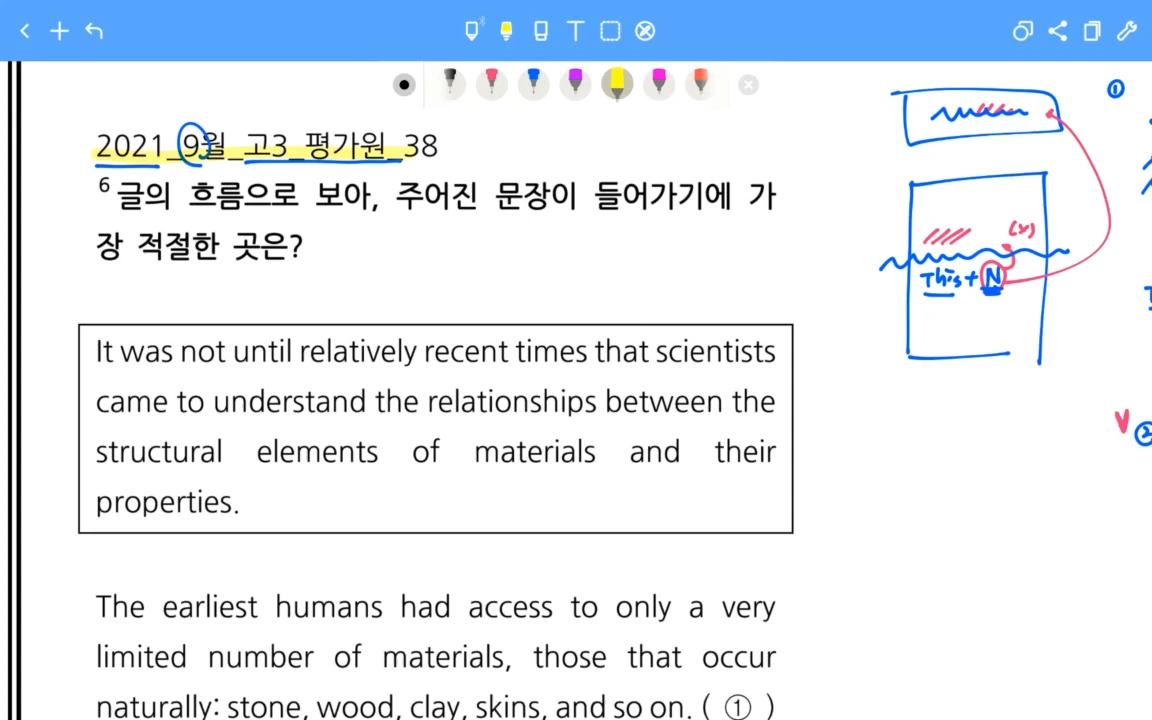 2021_9월_고3_평가원_38
6 글의 흐름으로 보아, 주어진 문장이 들어가기에 가
장 적절한 곳은?
It was not until relatively recent times that scientists
came to understand the relationships between the
structural elements of materials and their
properties.
The earliest humans had access to only a very
limited number of materials, those that occur
naturally: stone, wood, clay, skins, and so on. ( ① )
①
(x)
This + N
②